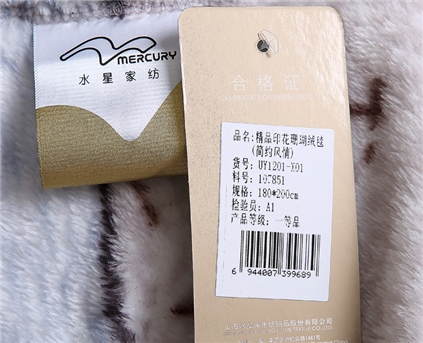 MERCURY
水星家纺
合格证
品名:精品印花珊瑚绒毯
(简约风情)
货号:UY1201-X01
料号:107851
规格:180*200cm
检验员:A1
产品等级:一等品
6 944007 399689